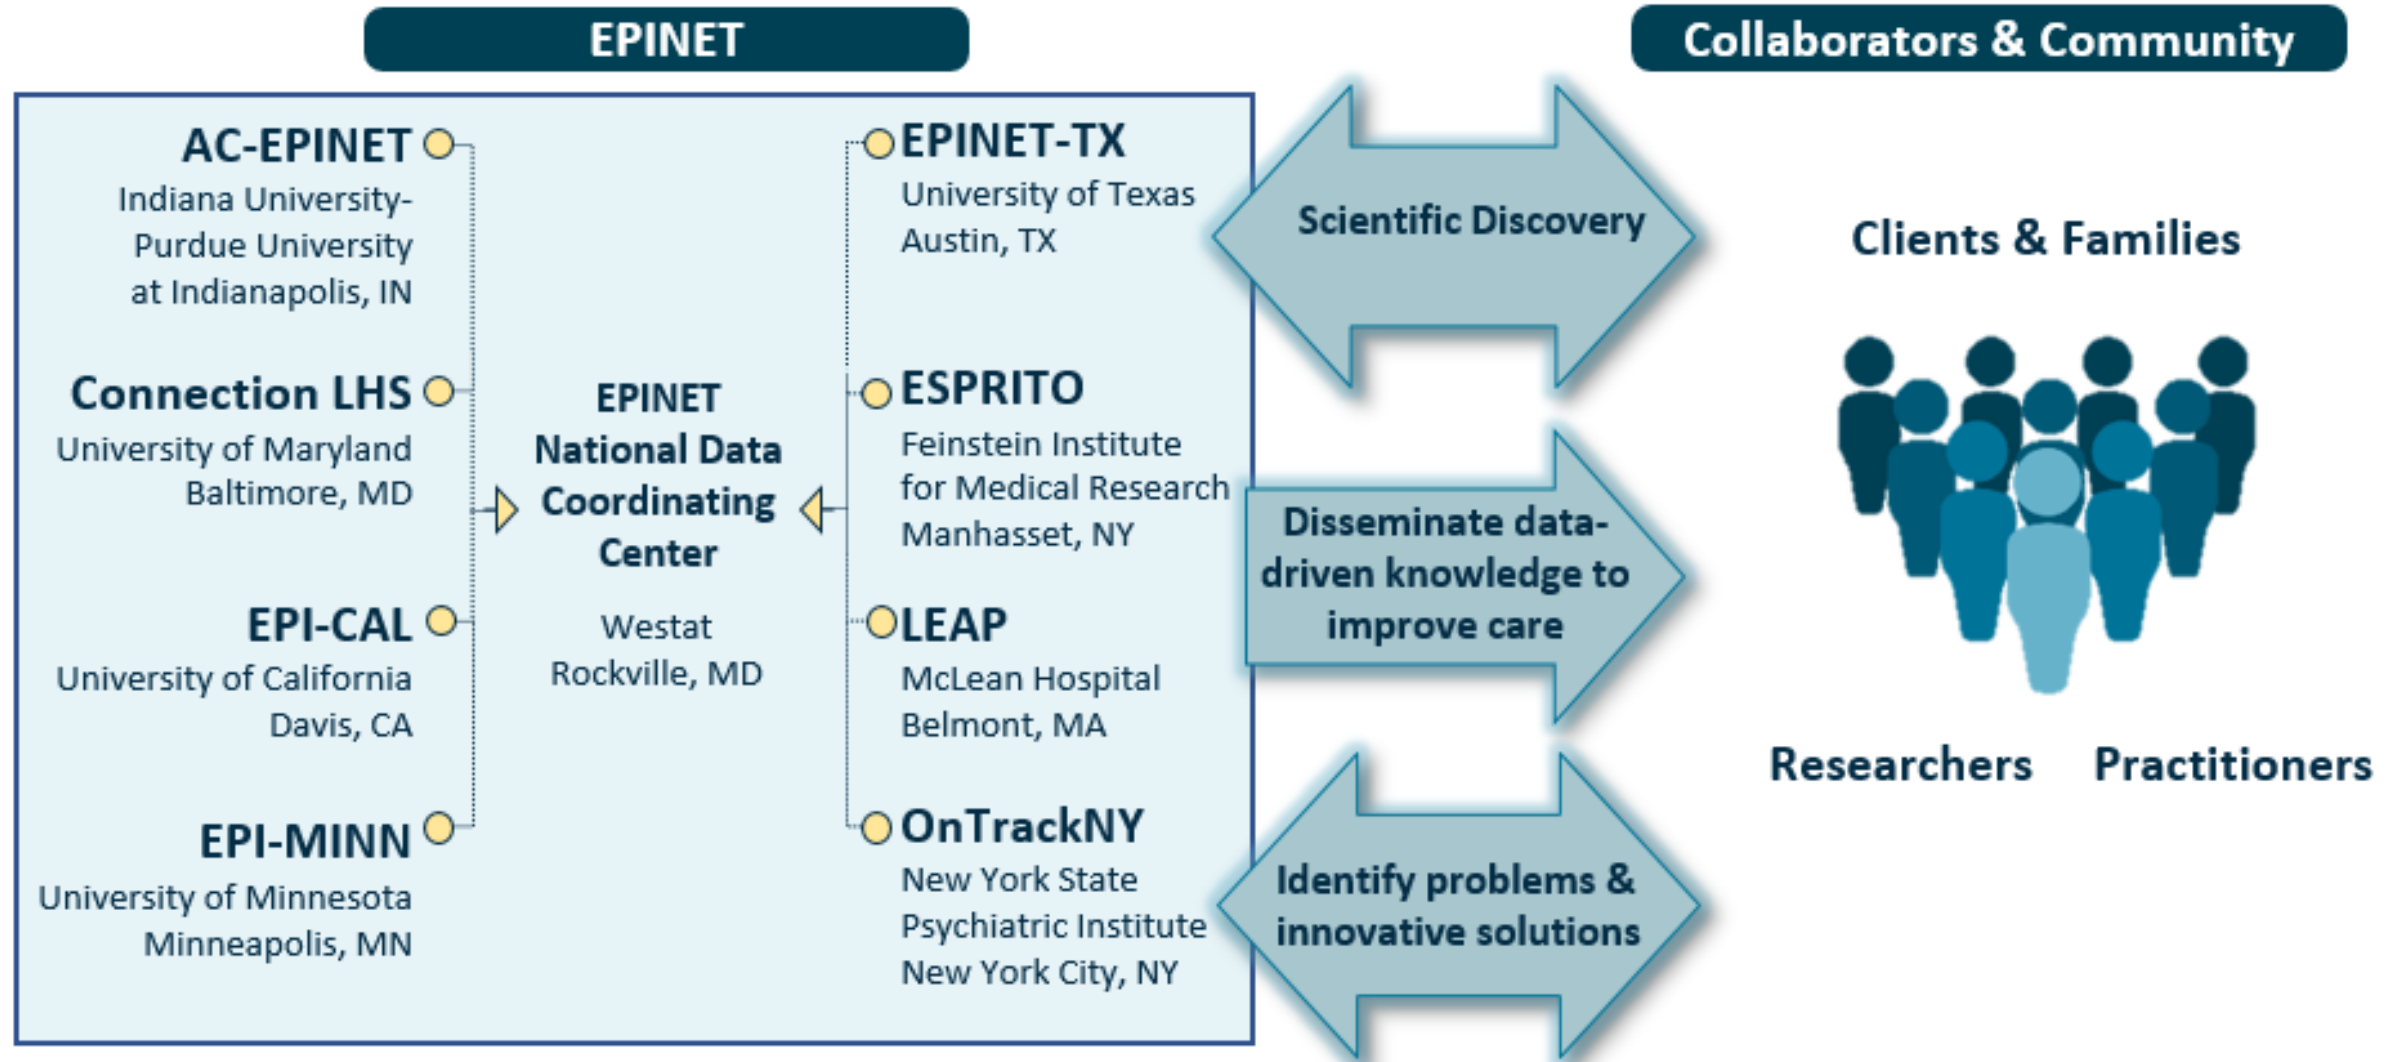 EPINET
Collaborators & Community
AC-EPINET
Indiana University-
Purdue University
at Indianapolis, IN
Connection LHS
University of Maryland
Baltimore, MD
EPI-CAL
University of California
Davis, CA
EPI-MINN
University of Minnesota
Minneapolis, MN
EPINET
National Data
Coordinating
Center
Westat
Rockville, MD
EPINET-TX
University of Texas
Austin, TX
ESPRITO
Feinstein Institute
for Medical Research
Manhasset, NY
LEAP
McLean Hospital
Belmont, MA
OnTrackNY
New York State
Psychiatric Institute
New York City, NY
Scientific Discovery
Disseminate data-
driven knowledge to
improve care
Identify problems &
innovative solutions
Clients & Families
Researchers
Practitioners